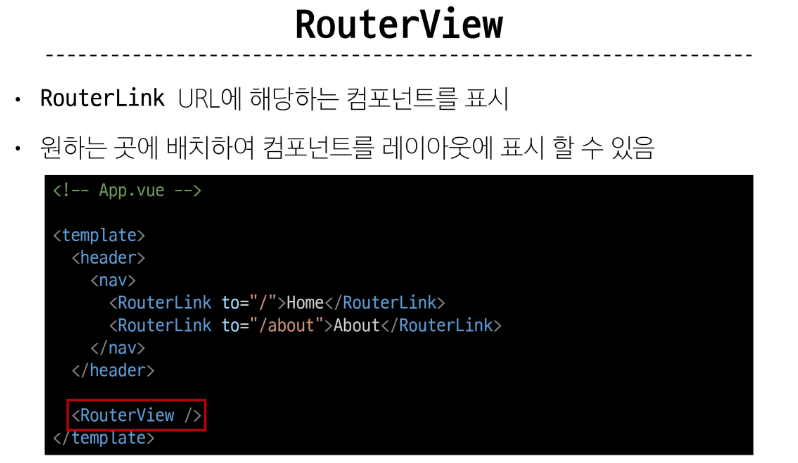 RouterView
• RouterLink URL에 해당하는 컴포넌트를 표시
• 원하는 곳에 배치하여 컴포넌트를 레이아웃에 표시 할 수 있음
<!-- App.vue -->
<template>
<header>
<nav>
<RouterLink to="/">Home</RouterLink>
<RouterLink to="/about">About</RouterLink>
</nav>
</header>
<RouterView />
</template>